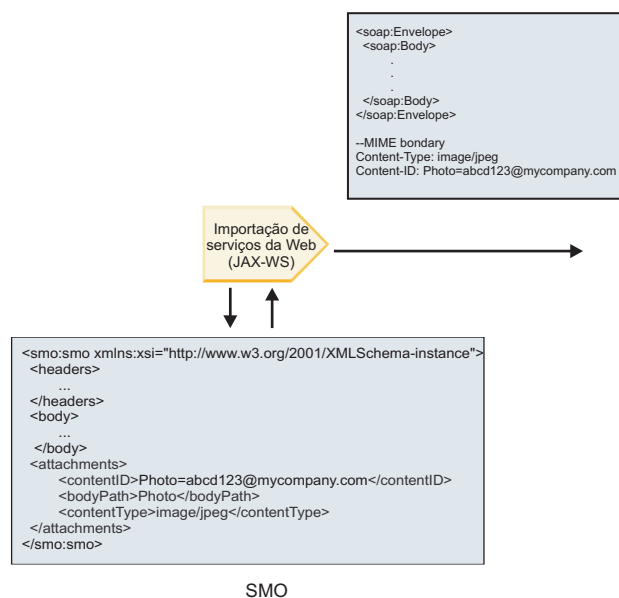 <soap:Envelope>
<soap:Body>
.
.
.
</soap:Body>
</soap:Envelope>
--MIME bondary
Content-Type: image/jpeg
Content-ID: Photo=abcd123@mycompany.com
Importação de
serviços da Web
(JAX-WS)
<smo:smo xmlns:xsi="http://www.w3.org/2001/XMLSchema-instance">
<headers>
...
</headers>
<body>
...
</body>
<attachments>
<contentID>Photo=abcd123@mycompany.com</contentID>
<bodyPath>Photo</bodyPath>
<contentType>image/jpeg</contentType>
</attachments>
</smo:smo>
SMO